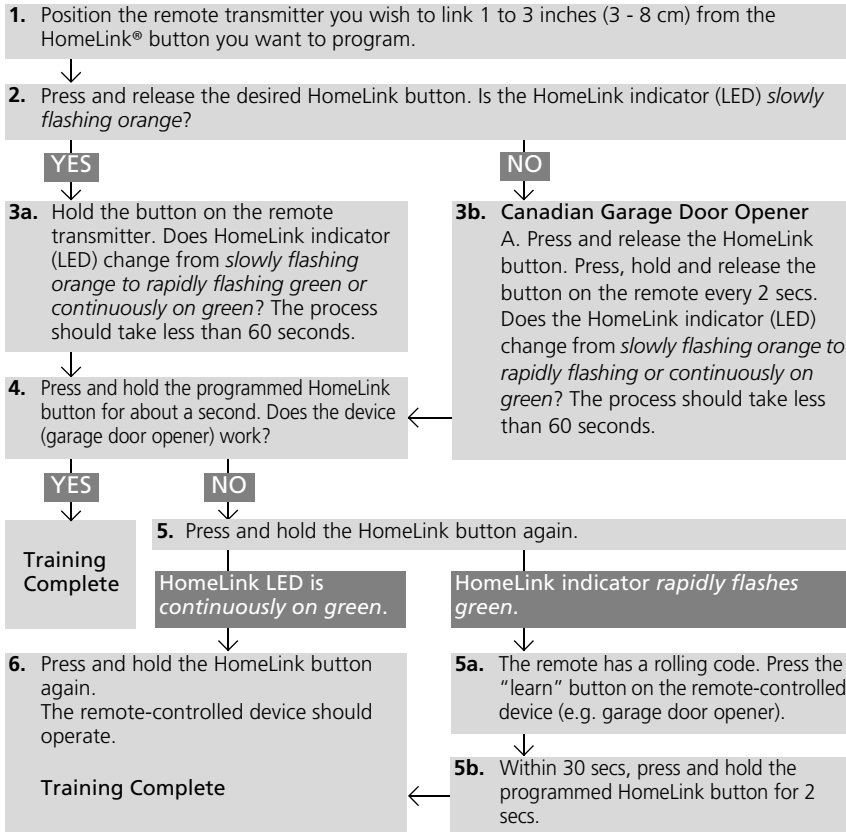 1. Position the remote transmitter you wish to link 1 to 3 inches (3 - 8 cm) from the
HomeLink® button you want to program.
2. Press and release the desired HomeLink button. Is the HomeLink indicator (LED) slowly
flashing orange?
YES
NO
3a. Hold the button on the remote
transmitter. Does HomeLink indicator
(LED) change from slowly flashing
orange to rapidly flashing green or
continuously on green? The process
should take less than 60 seconds.
3b. Canadian Garage Door Opener
A. Press and release the HomeLink
button. Press, hold and release the
button on the remote every 2 secs.
Does the HomeLink indicator (LED)
change from slowly flashing orange to
rapidly flashing or continuously on
green? The process should take less
than 60 seconds.
4. Press and hold the programmed HomeLink
button for about a second. Does the device
(garage door opener) work?
YES
NO
Training
Complete
5. Press and hold the HomeLink button again.
HomeLink LED is
continuously on green.
HomeLink indicator rapidly flashes
green.
6. Press and hold the HomeLink button
again.
The remote-controlled device should
operate.
Training Complete
5a. The remote has a rolling code. Press the
“learn” button on the remote-controlled
device (e.g. garage door opener).
5b. Within 30 secs, press and hold the
programmed HomeLink button for 2
secs.